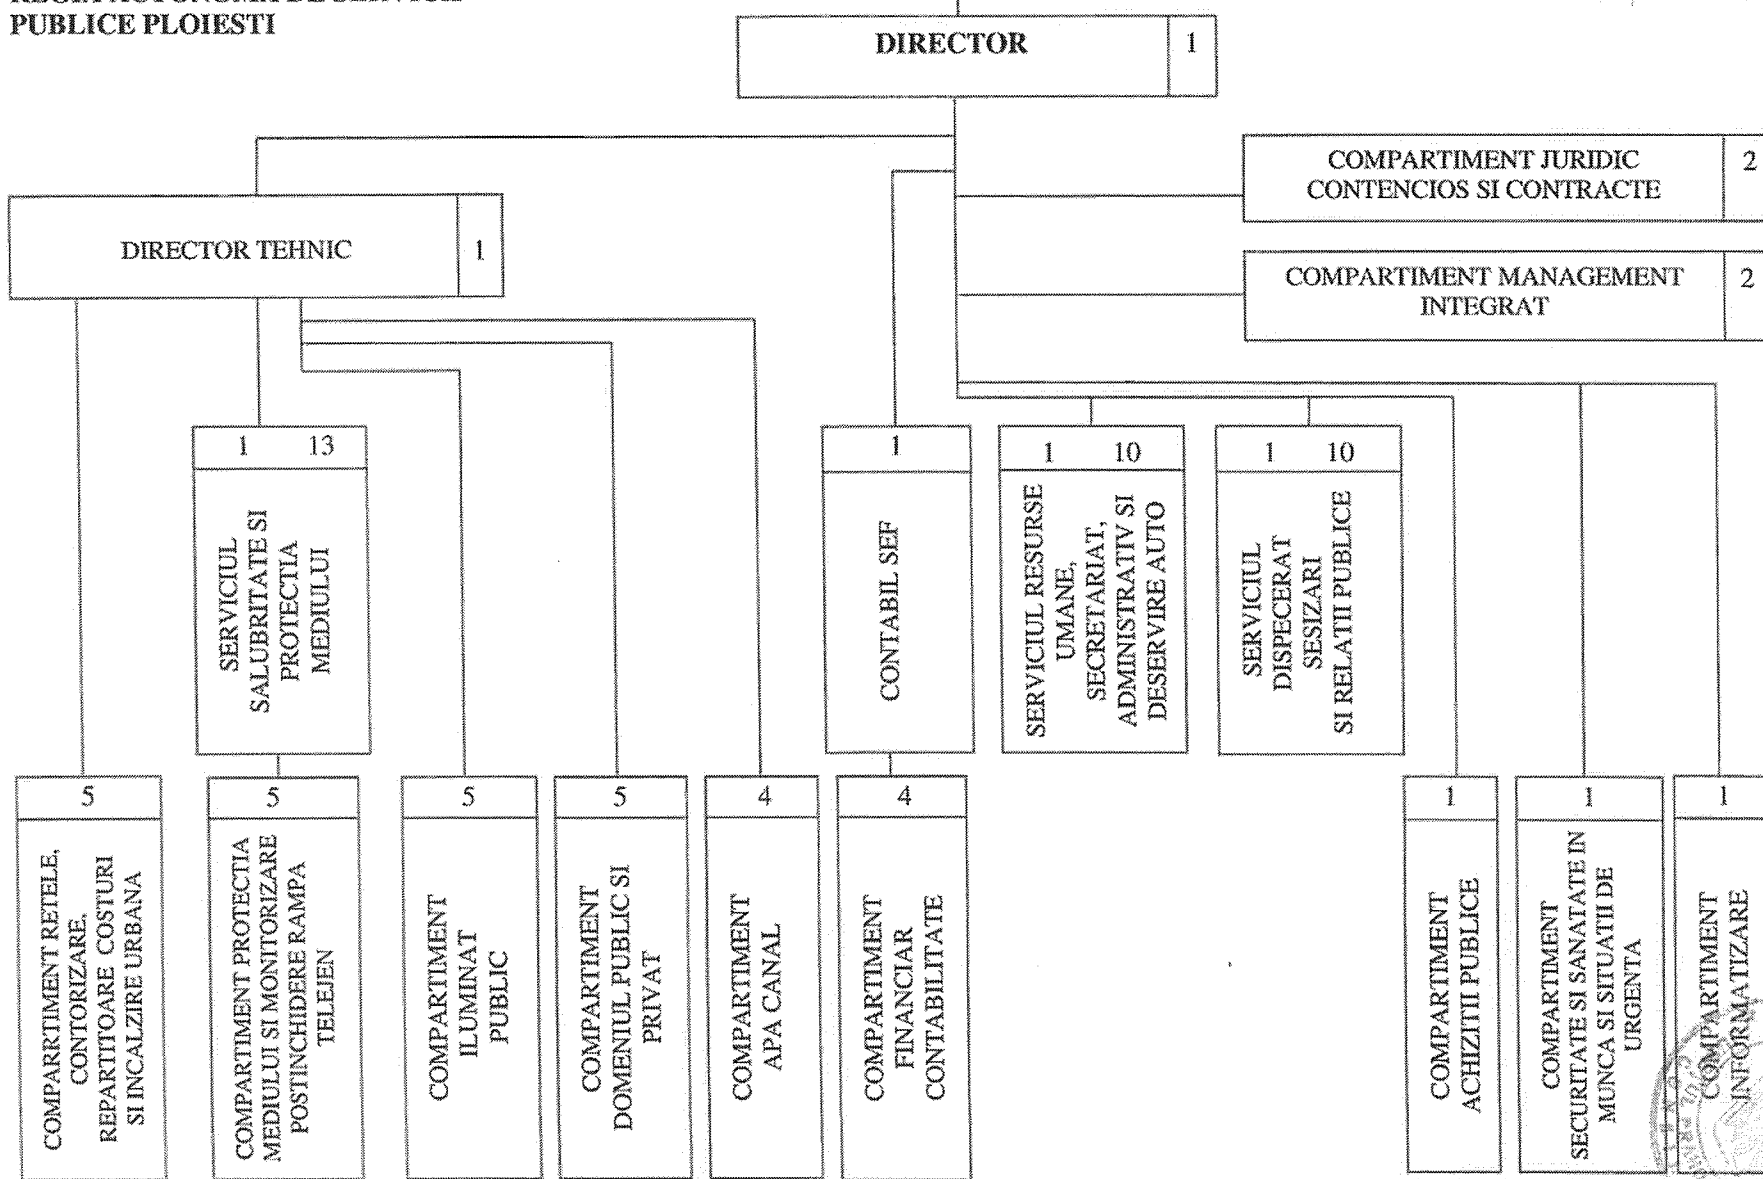 PUBLICE PLOIESTI
DIRECTOR
1
COMPARTIMENT JURIDIC
CONTENCIOS SI CONTRACTE
2
DIRECTOR TEHNIC
1
COMPARTIMENT MANAGEMENT
INTEGRAT
2
1 13
SERVICIUL
SALUBRITATE SI
PROTECTIA
MEDIULUI
1
CONTABIL SEF
1 10
SERVICIUL RESURSE
UMANE,
SECRETARIAT,
ADMINISTRATIV SI
DESERVIRE AUTO
1 10
SERVICIUL
DISPECERAT
SESIZARI
SI RELATII PUBLICE
5
COMPARRTIMENT RETELE,
CONTORIZARE,
REPARTITOARE COSTURI
SI INCALZIRE URBANA
5
COMPARTIMENT PROTECTIA
MEDIULUI SI MONITORIZARE
POSTINCHIDERE RAMPA
TELEJEN
5
COMPARTIMENT
ILUMINAT
PUBLIC
5
COMPARTIMENT
DOMENIUL PUBLIC SI
PRIVAT
4
COMPARTIMENT
APA CANAL
4
COMPARTIMENT
FINANCIAR
CONTABILITATE
1
COMPARTIMENT
ACHIZITII PUBLICE
1
COMPARTIMENT
SECURITATE SI SANATATE IN
MUNCA SI SITUATII DE
URGENTA
1
COMPARTIMENT
INFORMATIZARE